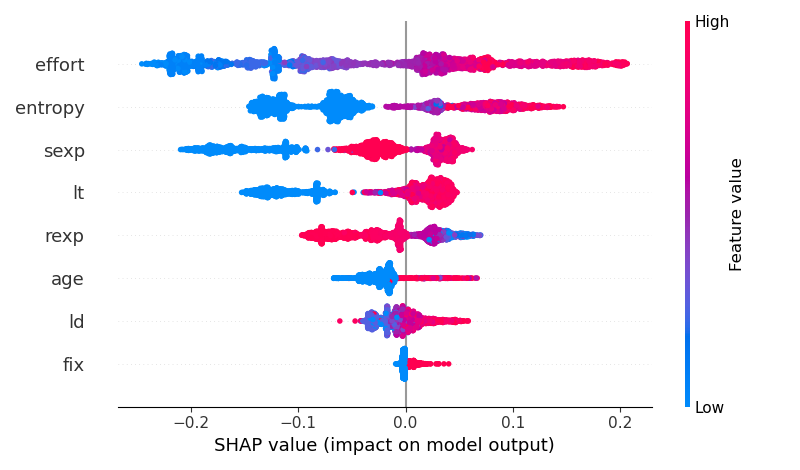 High
effort
entropy
sexp
lt
rexp
age
ld
fix
Feature value
Low
−0.2 −0.1 0.0 0.1 0.2
SHAP value (impact on model output)